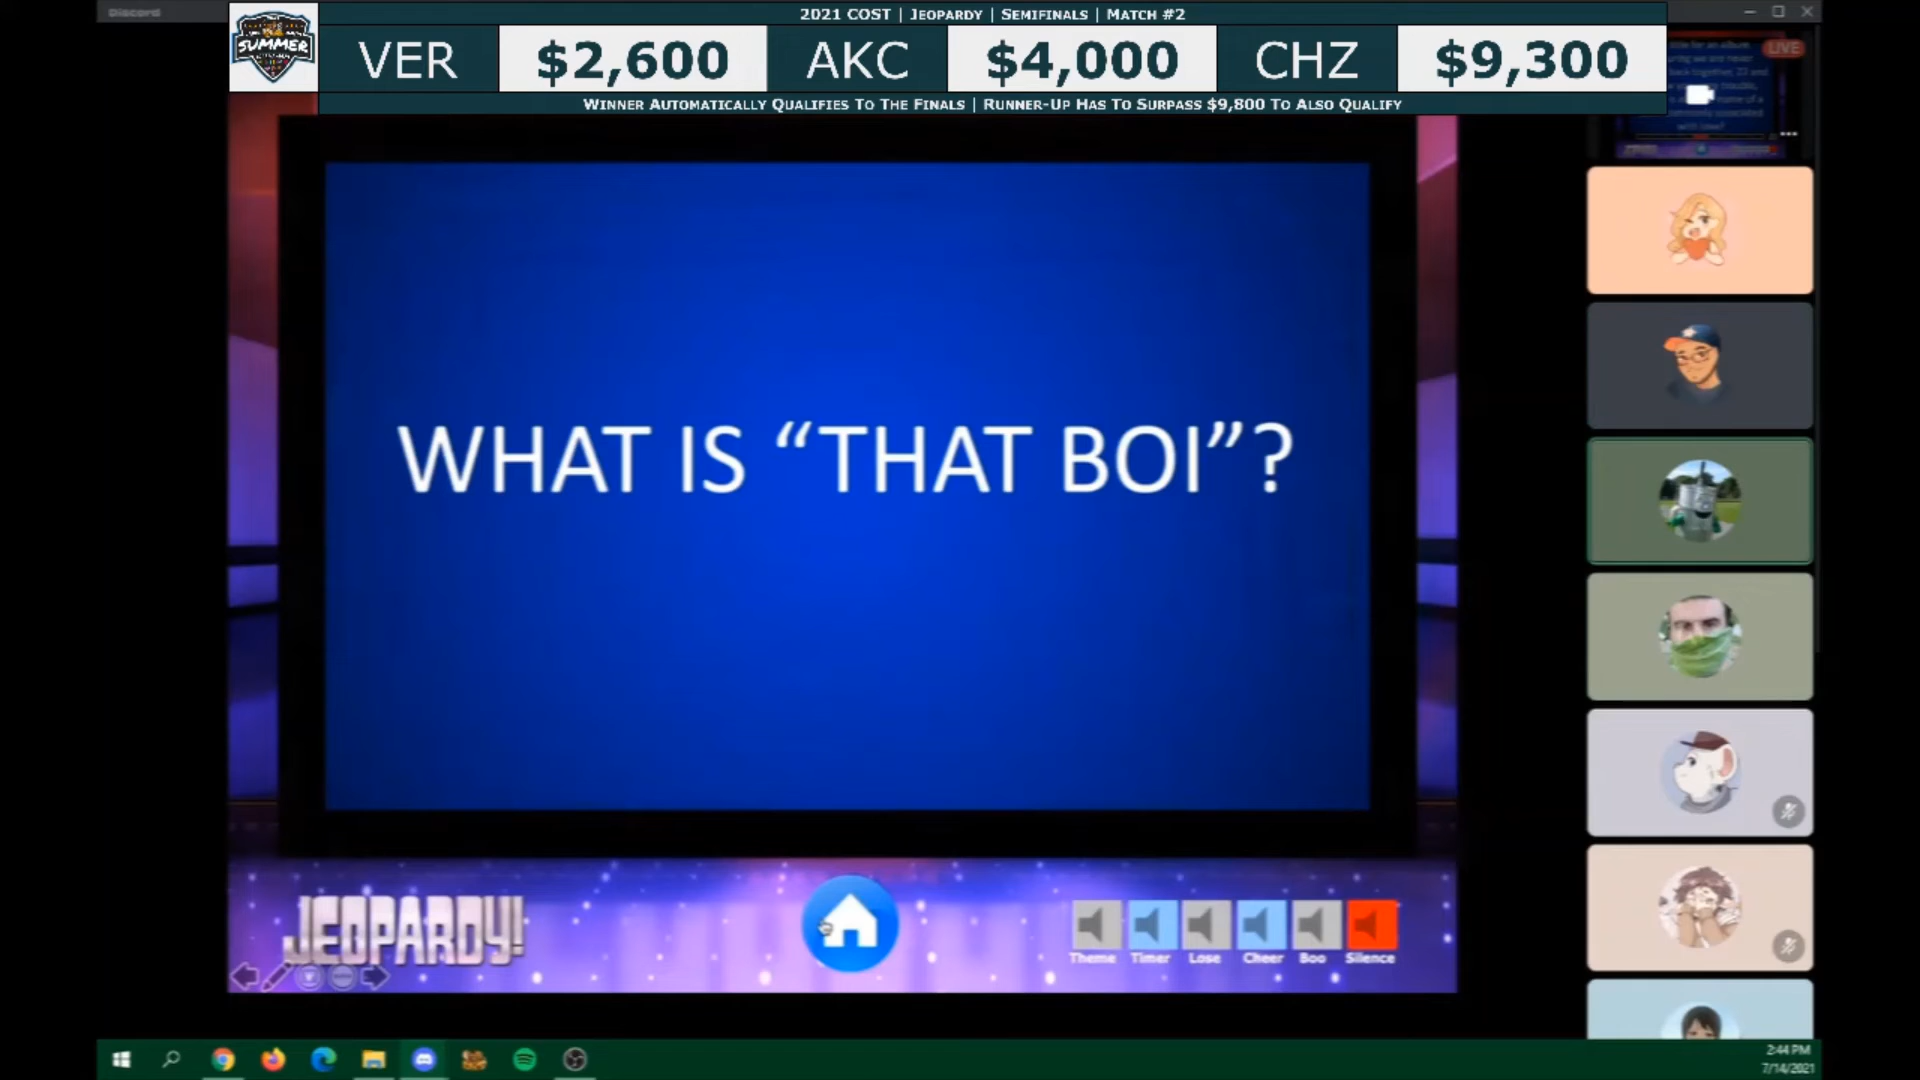 Discord
2021 COST | JEOPARDY | SEMIFINALS | MATCH #2
SUMMER
VER $2,600 AKC $4,000 CHZ $9,300
WINNER AUTOMATICALLY QUALIFIES TO THE FINALS | RUNNER-UP HAS TO SURPASS $9,800 TO ALSO QUALIFY
LIVE
WHAT IS “THAT BOI”?
JEOPARDY!
Theme Timer Lose Cheer Boo Silence
2:44 PM
7/14/2021